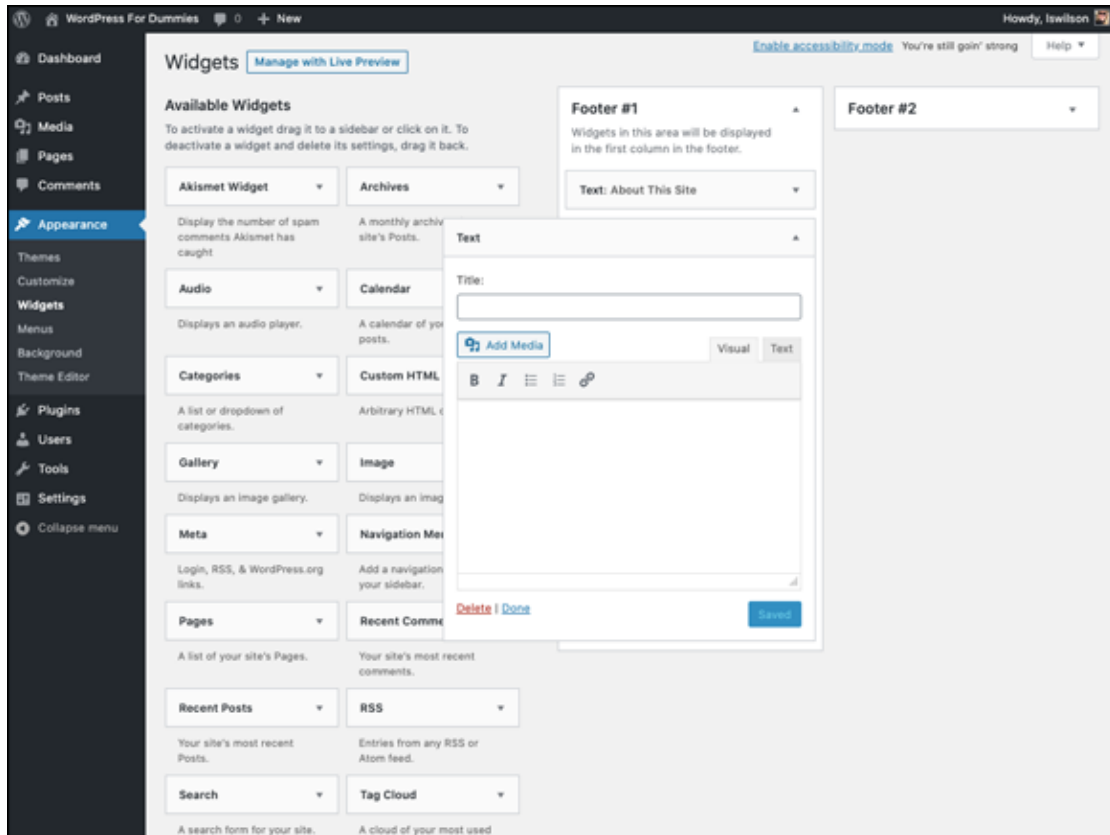 WordPress For Dummies 0 + New Howdy, lswilson
Dashboard
Posts
Media
Pages
Comments
Appearance
Themes
Customize
Widgets
Menus
Background
Theme Editor
Plugins
Users
Tools
Settings
Collapse menu
Enable accessibility mode You're still goin' strong Help
Widgets Manage with Live Preview
Available Widgets
To activate a widget drag it to a sidebar or click on it. To
deactivate a widget and delete its settings, drag it back.
Akismet Widget
Display the number of spam
comments Akismet has
caught
Archives
A monthly archiv
site's Posts.
Audio
Displays an audio player.
Calendar
A calendar of yo
posts.
Categories
A list or dropdown of
categories.
Custom HTML
Arbitrary HTML
Gallery
Displays an image gallery.
Image
Displays an imag
Meta
Login, RSS, & WordPress.org
links.
Navigation Me
Add a navigation
your sidebar.
Pages
A list of your site's Pages.
Recent Comme
Your site's most recent
comments.
Recent Posts
Your site's most recent
Posts.
RSS
Entries from any RSS or
Atom feed.
Search
A search form for your site.
Tag Cloud
A cloud of your most used
Footer #1
Widgets in this area will be displayed
in the first column in the footer.
Text: About This Site
Text
Title:
Add Media
Visual Text
B I
Delete | Done
Saved
Footer #2